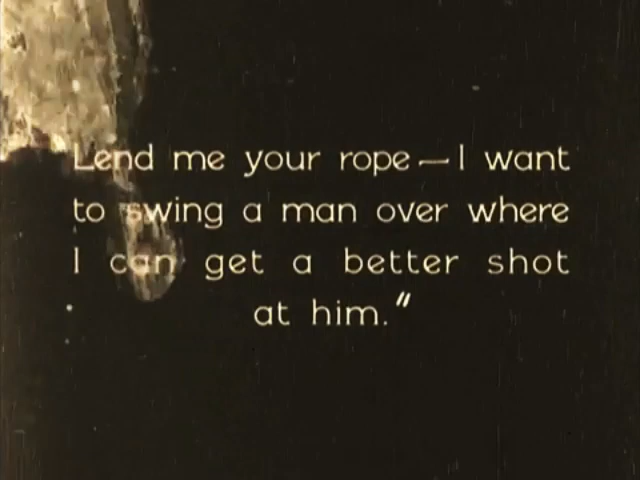 Lend me your rope—I want
to swing a man over where
I can get a better shot
at him."